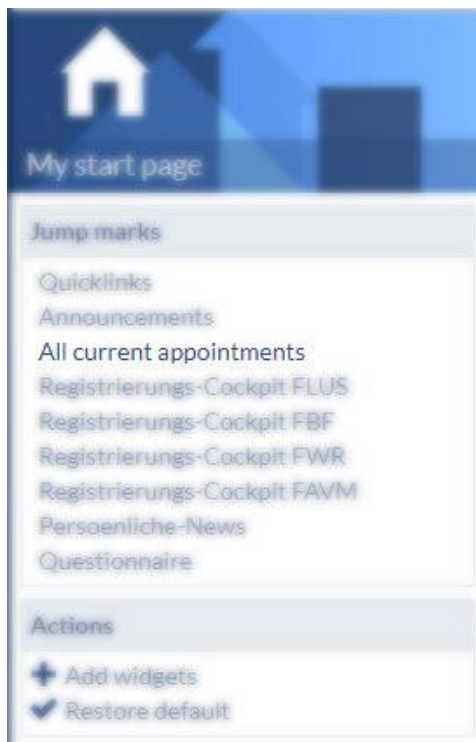 My start page
Jump marks
Quicklinks
Announcements
All current appointments
Registrierungs-Cockpit FLUS
Registrierungs-Cockpit FBF
Registrierungs-Cockpit FWR
Registrierungs-Cockpit FAVM
Persoenliche-News
Questionnaire
Actions
Add widgets
Restore default